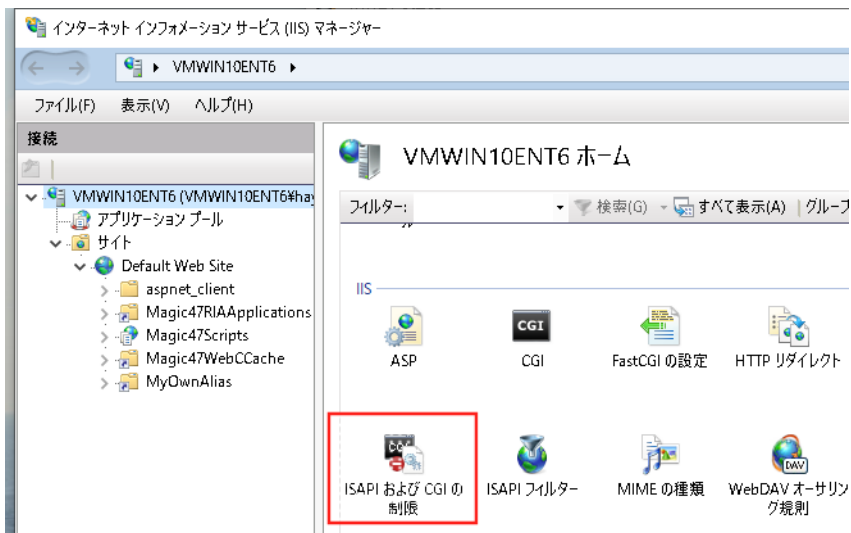 インターネット インフォメーション サービス (IIS) マネージャー
VMWIN10ENT6
ファイル(F) 表示(V) ヘルプ(H)
接続
VMWIN10ENT6 (VMWIN10ENT6¥hay
アプリケーション プール
サイト
Default Web Site
aspnet_client
Magic47RIAApplications
Magic47Scripts
Magic47WebCCache
MyOwnAlias
VMWIN10ENT6 ホーム
フィルター: 検索(G) すべて表示(A) グループ
ル
IIS
ASP CGI FastCGI の設定 HTTP リダイレクト
ISAPI および CGI の ISAPI フィルター MIME の種類 WebDAV オーサリン
制限 グ規則